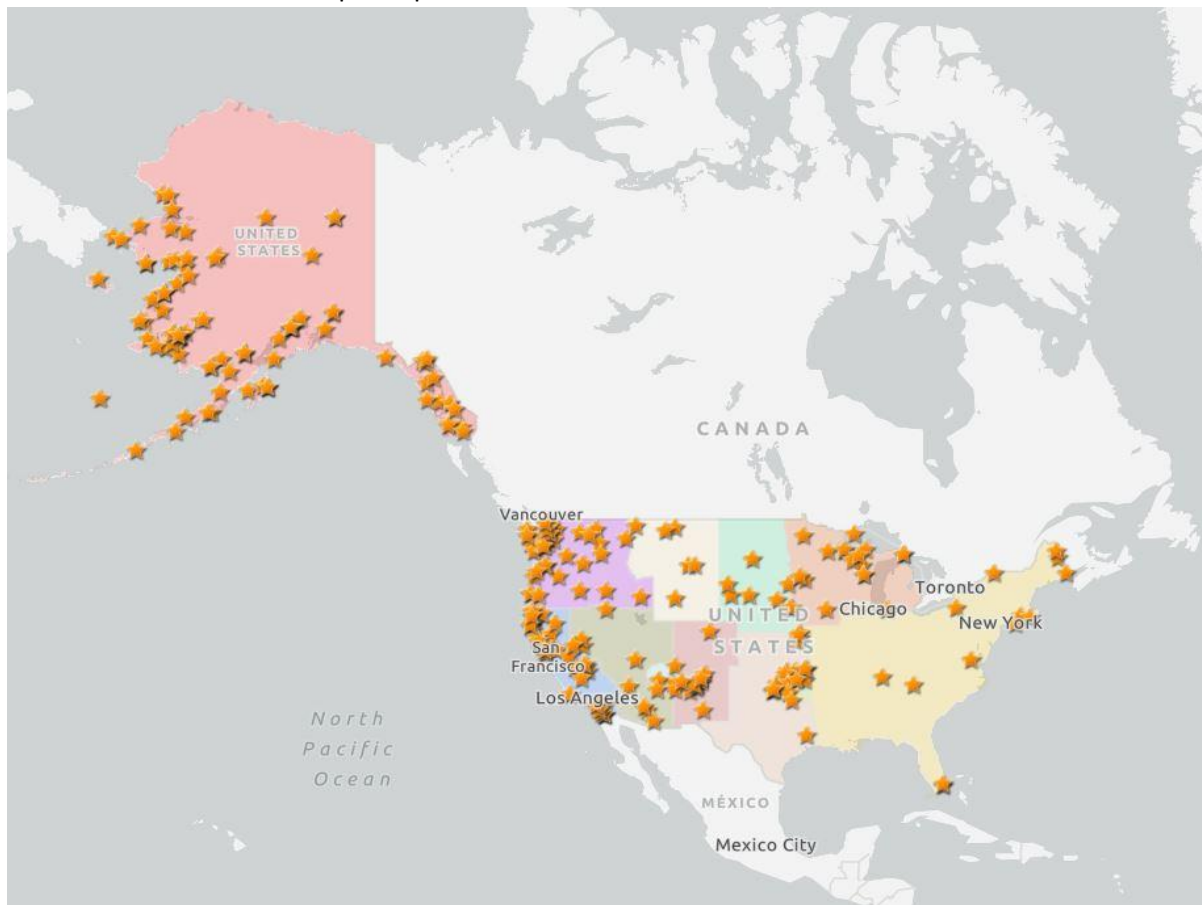 UNITED
STATES
CANADA
Vancouver
Toronto
Chicago
New York
UNITED
STATES
San
Francisco
Los Angeles
North
Pacific
Ocean
MÉXICO
Mexico City